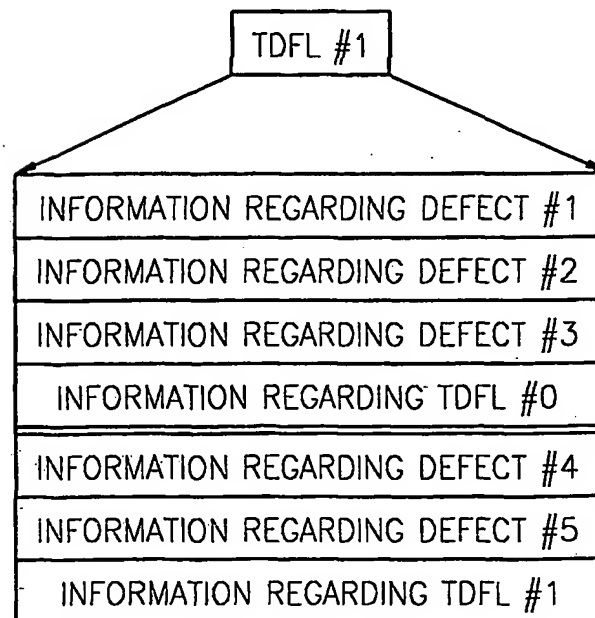 TDFL #1
INFORMATION REGARDING DEFECT #1
INFORMATION REGARDING DEFECT #2
INFORMATION REGARDING DEFECT #3
INFORMATION REGARDING TDFL #0
INFORMATION REGARDING DEFECT #4
INFORMATION REGARDING DEFECT #5
INFORMATION REGARDING TDFL #1